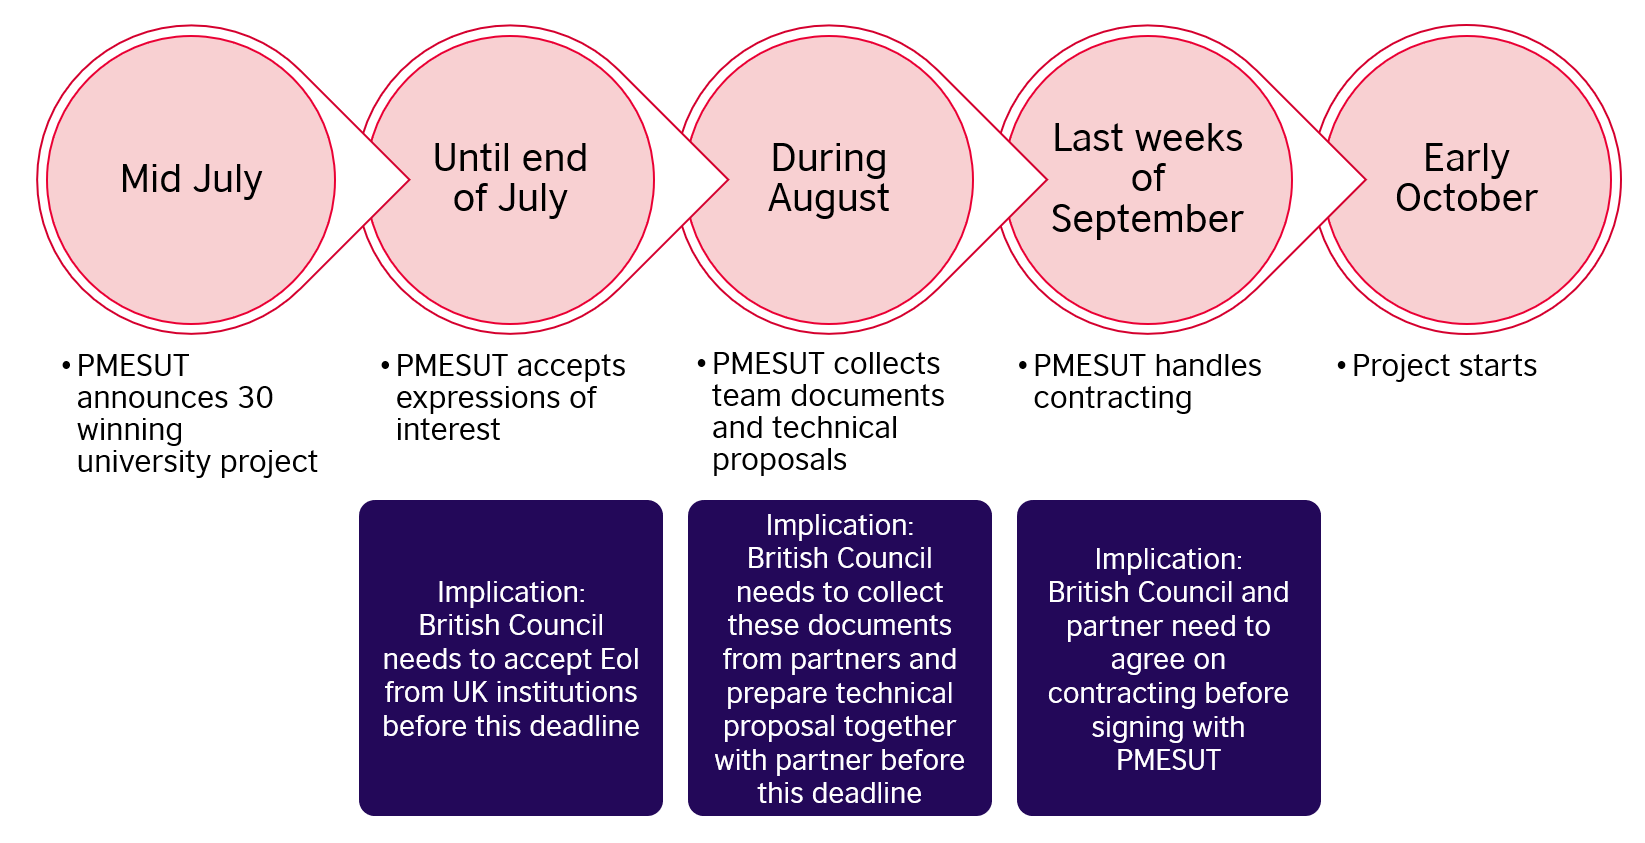 Mid July
Until end
of July
During
August
Last weeks
of
September
Early
October
• PMESUT
announces 30
winning
university project
• PMESUT accepts
expressions of
interest
• PMESUT collects
team documents
and technical
proposals
• PMESUT handles
contracting
• Project starts
Implication:
British Council
needs to accept EoI
from UK institutions
before this deadline
Implication:
British Council
needs to collect
these documents
from partners and
prepare technical
proposal together
with partner before
this deadline
Implication:
British Council and
partner need to
agree on
contracting before
signing with
PMESUT